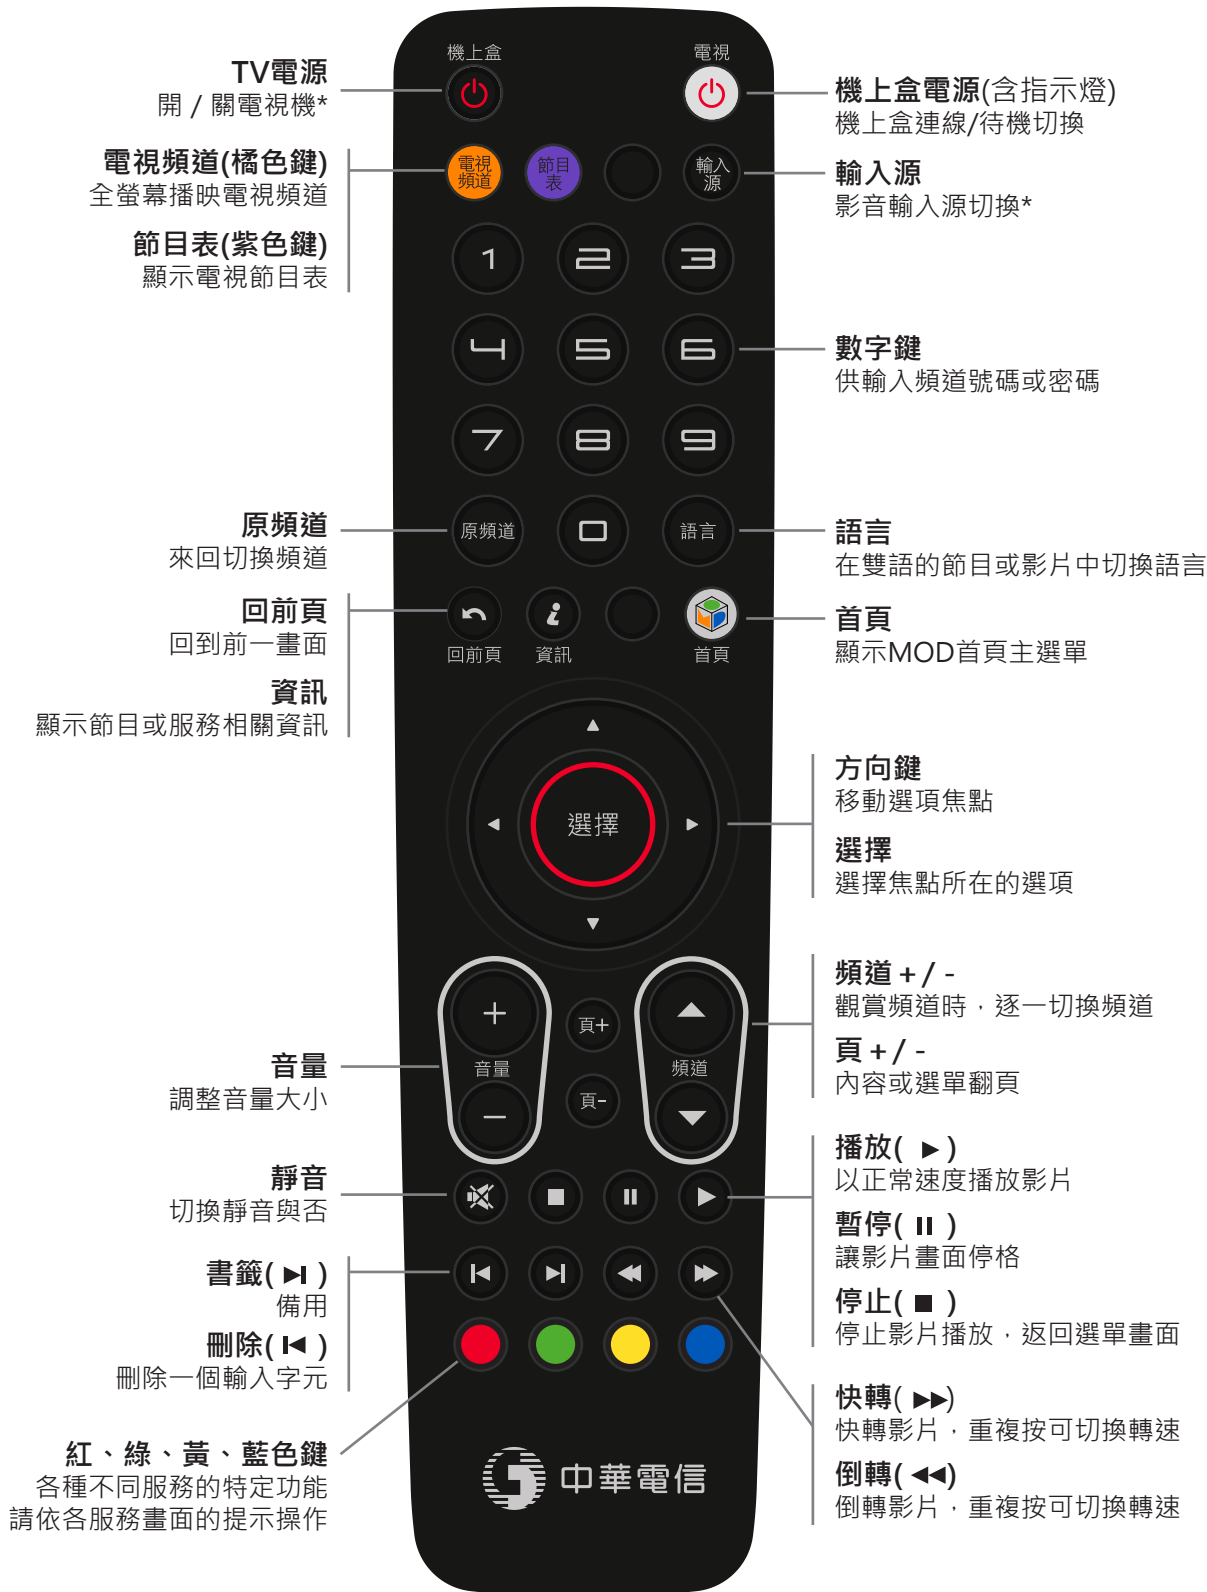 機上盒
電視
TV電源
開 / 關電視機*
機上盒電源(含指示燈)
機上盒連線/待機切換
電視頻道(橘色鍵)
全螢幕播映電視頻道
節目表(紫色鍵)
顯示電視節目表
電視
頻道
節目
表
輸入
源
輸入源
影音輸入源切換*
1
2
3
4
5
6
數字鍵
供輸入頻道號碼或密碼
7
8
9
原頻道
來回切換頻道
原頻道
0
語言
語言
在雙語的節目或影片中切換語言
回前頁
回到前一畫面
資訊
顯示節目或服務相關資訊
i
回前頁
資訊
首頁
首頁
顯示MOD首頁主選單
選擇
方向鍵
移動選項焦點
選擇
選擇焦點所在的選項
+
音量
−
頁+
頁-
頻道
頻道 + / -
觀賞頻道時，逐一切換頻道
頁 + / -
內容或選單翻頁
音量
調整音量大小
靜音
切換靜音與否
播放( ▶ )
以正常速度播放影片
暫停( ⏸ )
讓影片畫面停格
停止( ■ )
停止影片播放，返回選單畫面
書籤( ▶I )
備用
刪除( I◀ )
刪除一個輸入字元
快轉( ▶▶)
快轉影片，重複按可切換轉速
倒轉( ◀◀)
倒轉影片，重複按可切換轉速
紅、綠、黃、藍色鍵
各種不同服務的特定功能
請依各服務畫面的提示操作
中華電信